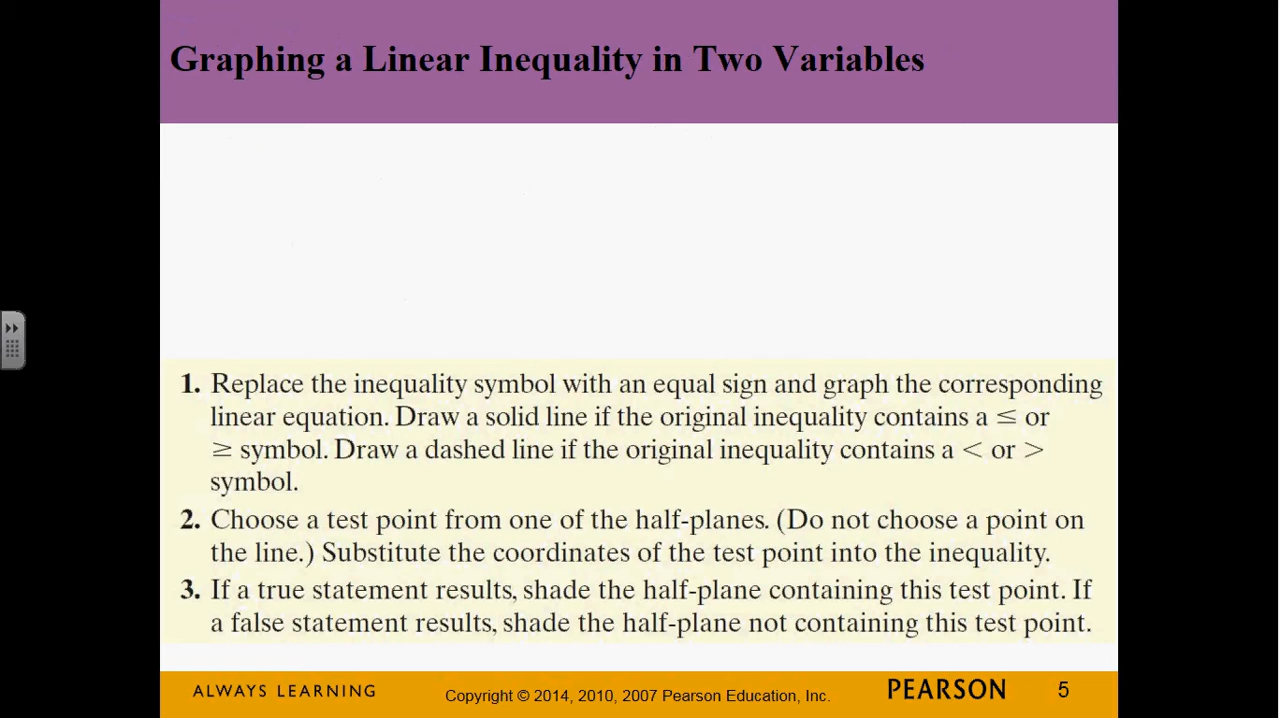 Graphing a Linear Inequality in Two Variables
1. Replace the inequality symbol with an equal sign and graph the corresponding
linear equation. Draw a solid line if the original inequality contains a ≤ or
≥ symbol. Draw a dashed line if the original inequality contains a < or >
symbol.
2. Choose a test point from one of the half-planes. (Do not choose a point on
the line.) Substitute the coordinates of the test point into the inequality.
3. If a true statement results, shade the half-plane containing this test point. If
a false statement results, shade the half-plane not containing this test point.
ALWAYS LEARNING
Copyright © 2014, 2010, 2007 Pearson Education, Inc.
PEARSON
5